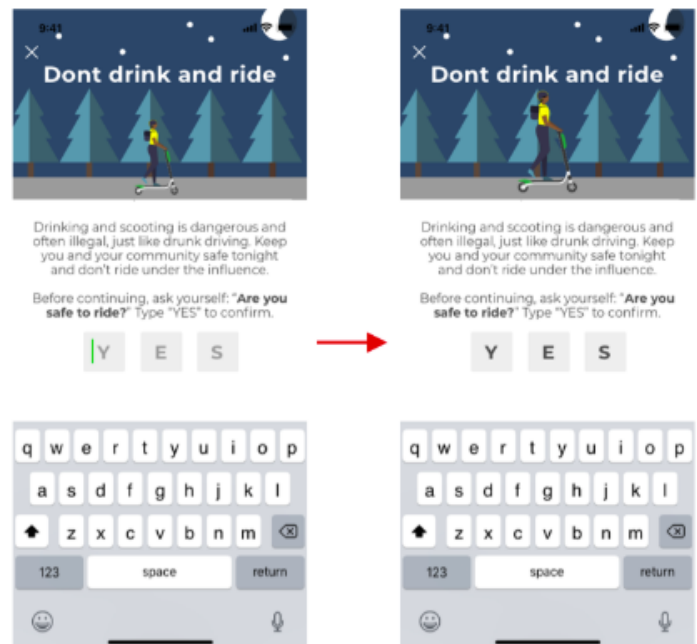 9:41
Dont drink and ride
Drinking and scooting is dangerous and
often illegal, just like drunk driving. Keep
you and your community safe tonight
and don't ride under the influence.
Before continuing, ask yourself: "Are you
safe to ride?" Type "YES" to confirm.
Y E S
q w e r t y u i o p
a s d f g h j k l
z x c v b n m
123 space return
9:41
Dont drink and ride
Drinking and scooting is dangerous and
often illegal, just like drunk driving. Keep
you and your community safe tonight
and don't ride under the influence.
Before continuing, ask yourself: "Are you
safe to ride?" Type "YES" to confirm.
Y E S
q w e r t y u i o p
a s d f g h j k l
z x c v b n m
123 space return